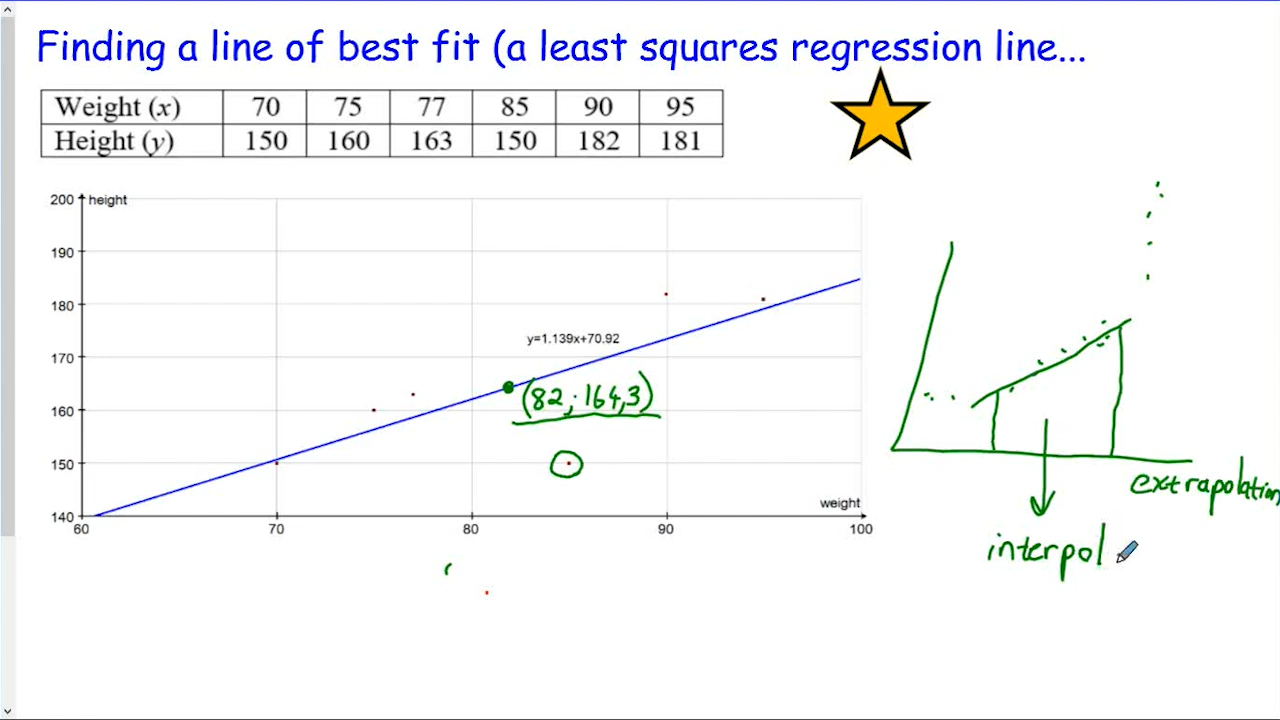 Finding a line of best fit (a least squares regression line...
Weight (x) 70 75 77 85 90 95
Height (y) 150 160 163 150 182 181
200 height
190
180
170 y=1.139x+70.92
160 (82; 164,3)
150
140 weight
60 70 80 90 100
extrapolation
interpol